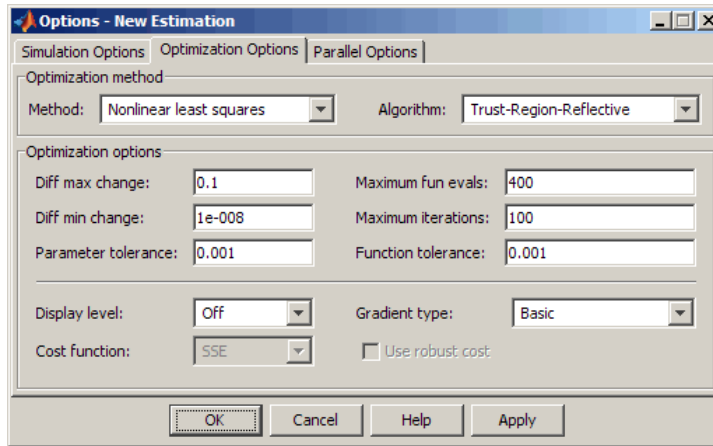 Options - New Estimation
Simulation Options Optimization Options Parallel Options
Optimization method
Method: Nonlinear least squares Algorithm: Trust-Region-Reflective
Optimization options
Diff max change: 0.1 Maximum fun evals: 400
Diff min change: 1e-008 Maximum iterations: 100
Parameter tolerance: 0.001 Function tolerance: 0.001
Display level: Off Gradient type: Basic
Cost function: SSE Use robust cost
OK Cancel Help Apply